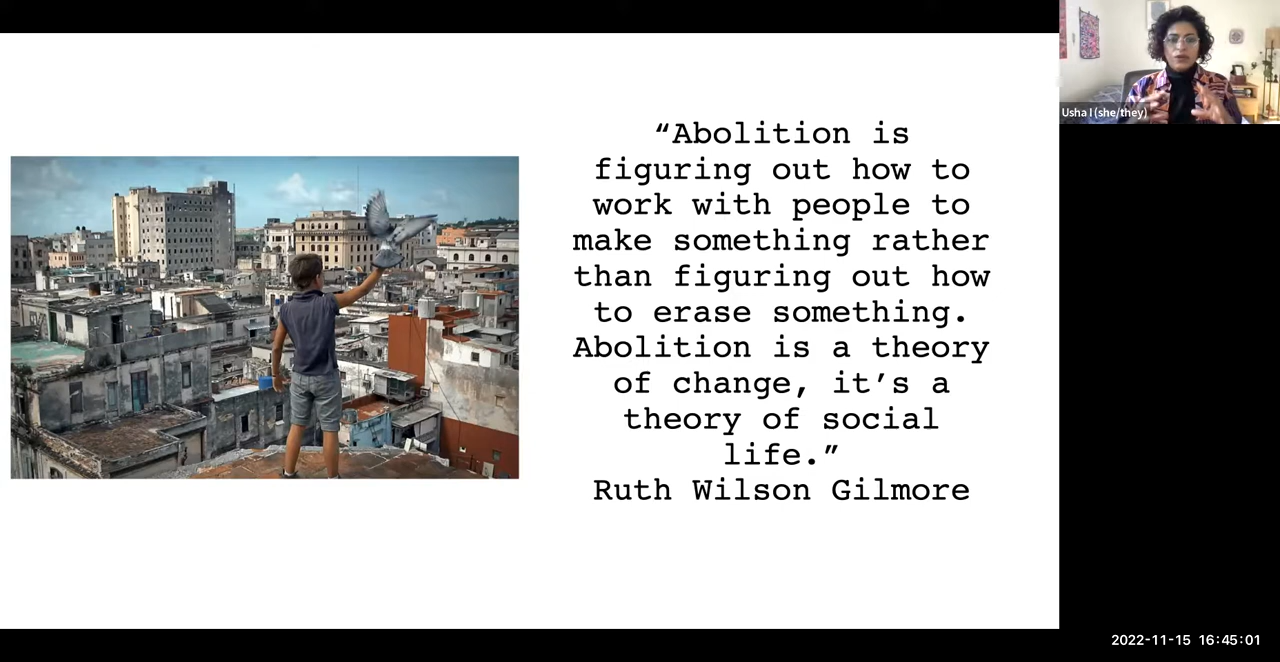 “Abolition is
figuring out how to
work with people to
make something rather
than figuring out how
to erase something.
Abolition is a theory
of change, it’s a
theory of social
life.”
Ruth Wilson Gilmore
Usha I (she/they)
2022-11-15 16:45:01